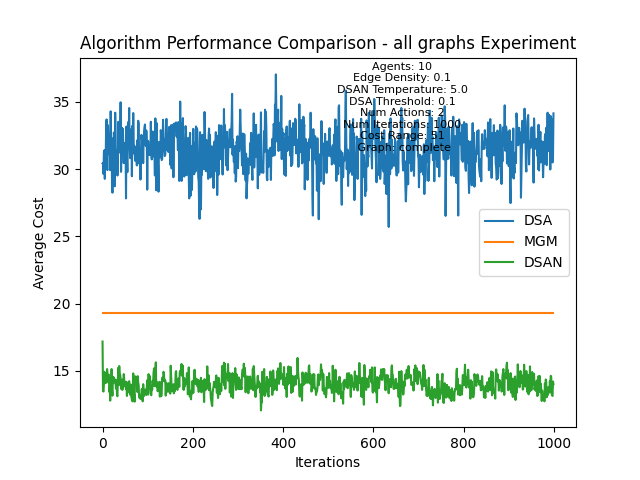 Algorithm Performance Comparison - all graphs Experiment
Agents: 10
Edge Density: 0.1
DSAN Temperature: 5.0
DSA Threshold: 0.1
Num Actions: 2
Num Iterations: 1000
Cost Range: 51
Graph: complete
Average Cost
35
30
25
20
15
DSA
MGM
DSAN
0
200
400
600
800
1000
Iterations